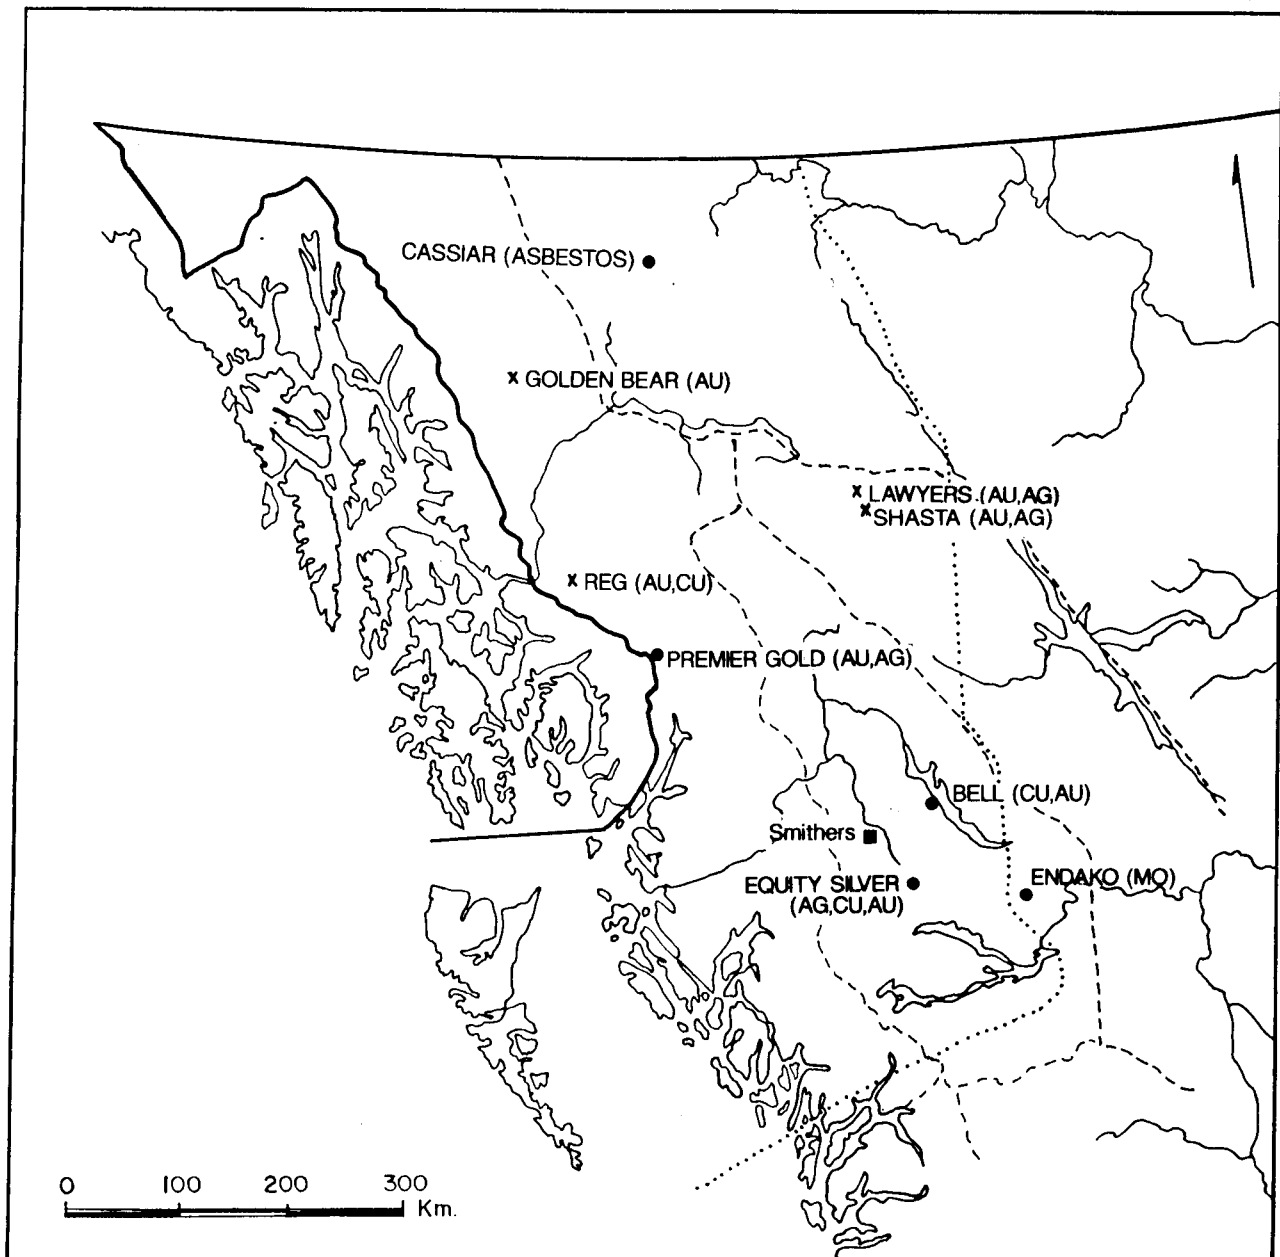 CASSIAR (ASBESTOS)
x GOLDEN BEAR (AU)
x LAWYERS (AU,AG)
x SHASTA (AU,AG)
x REG (AU,CU)
PREMIER GOLD (AU,AG)
BELL (CU,AU)
Smithers
EQUITY SILVER
(AG,CU,AU)
ENDAKO (MO)
0 100 200 300
Km.